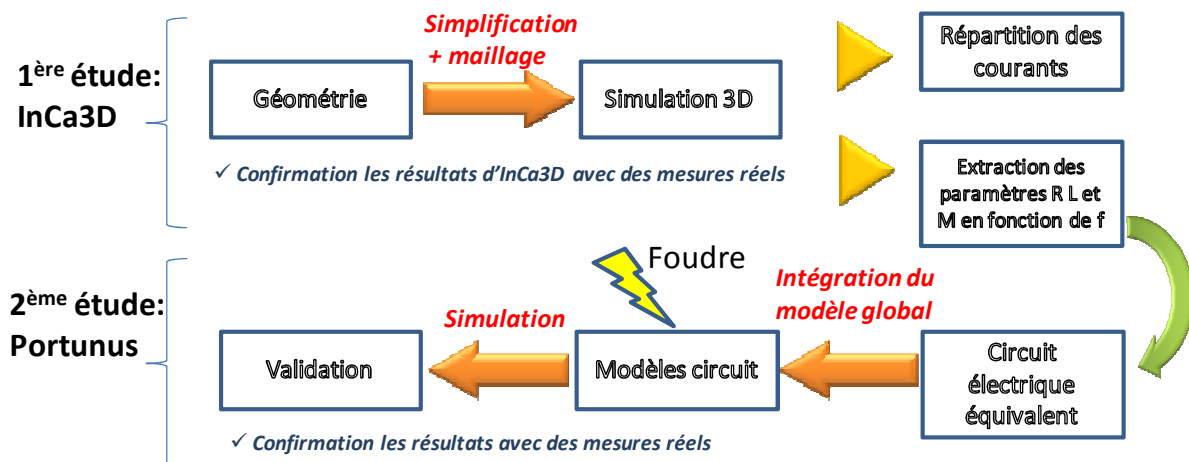 1ère étude:
InCa3D
Géométrie
Simplification
+ maillage
Simulation 3D
Répartition des
courants
✓ Confirmation les résultats d'InCa3D avec des mesures réels
Extraction des
paramètres R L et
M en fonction de f
2ème étude:
Portunus
Foudre
Validation
Simulation
Modèles circuit
Intégration du
modèle global
Circuit
électrique
équivalent
✓ Confirmation les résultats avec des mesures réels